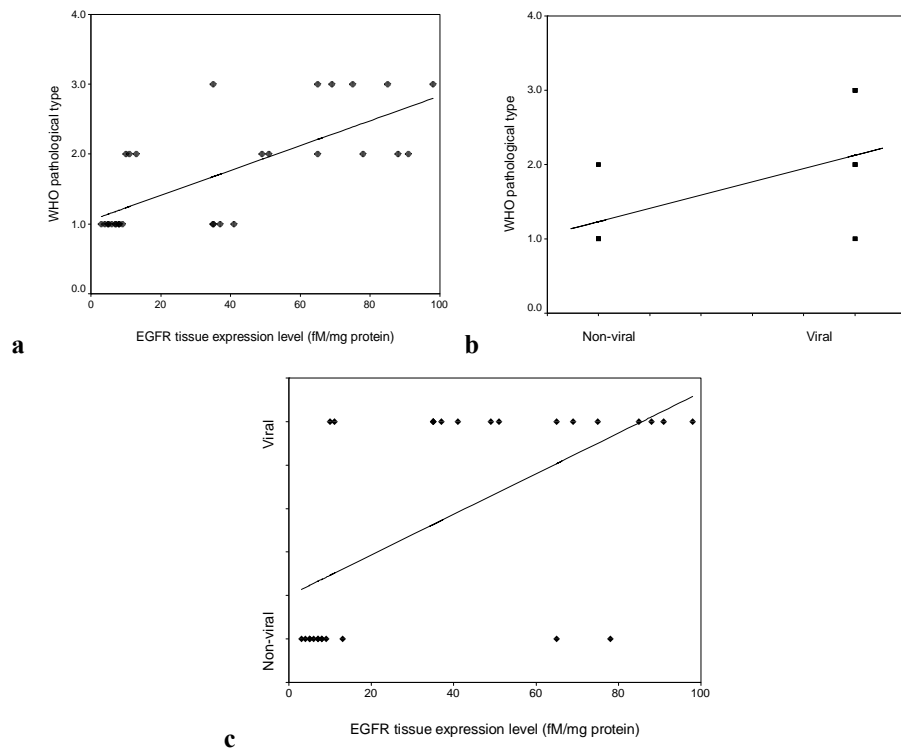 4.0
3.0
2.0
1.0
0.0
WHO pathological type
0 20 40 60 80 100
EGFR tissue expression level (fM/mg protein)
a
4.0
3.0
2.0
1.0
0.0
WHO pathological type
Non-viral Viral
b
Viral
Non-viral
0 20 40 60 80 100
EGFR tissue expression level (fM/mg protein)
c